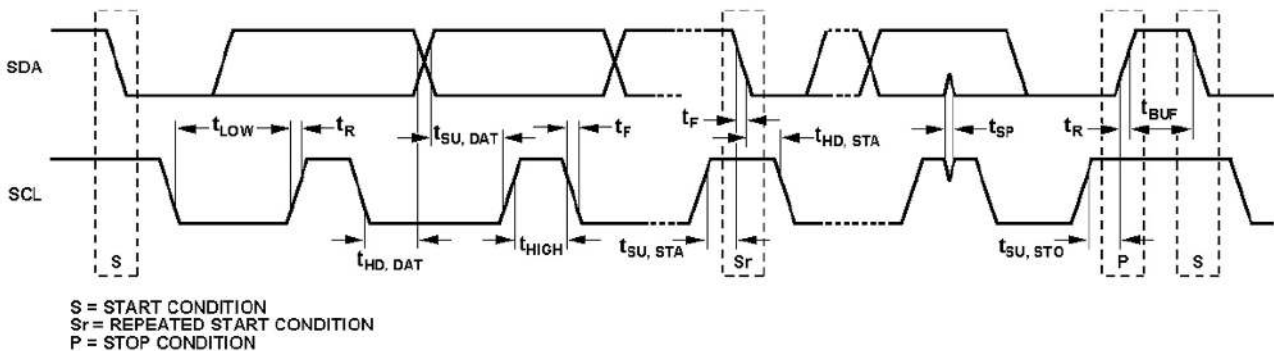 SDA
tLOW
tR
tSU, DAT
tF
tF
tHD, STA
tSP
tR
tBUF
SCL
tHD, DAT
tHIGH
tSU, STA
tSU, STO
S
Sr
P
S
S = START CONDITION
Sr = REPEATED START CONDITION
P = STOP CONDITION